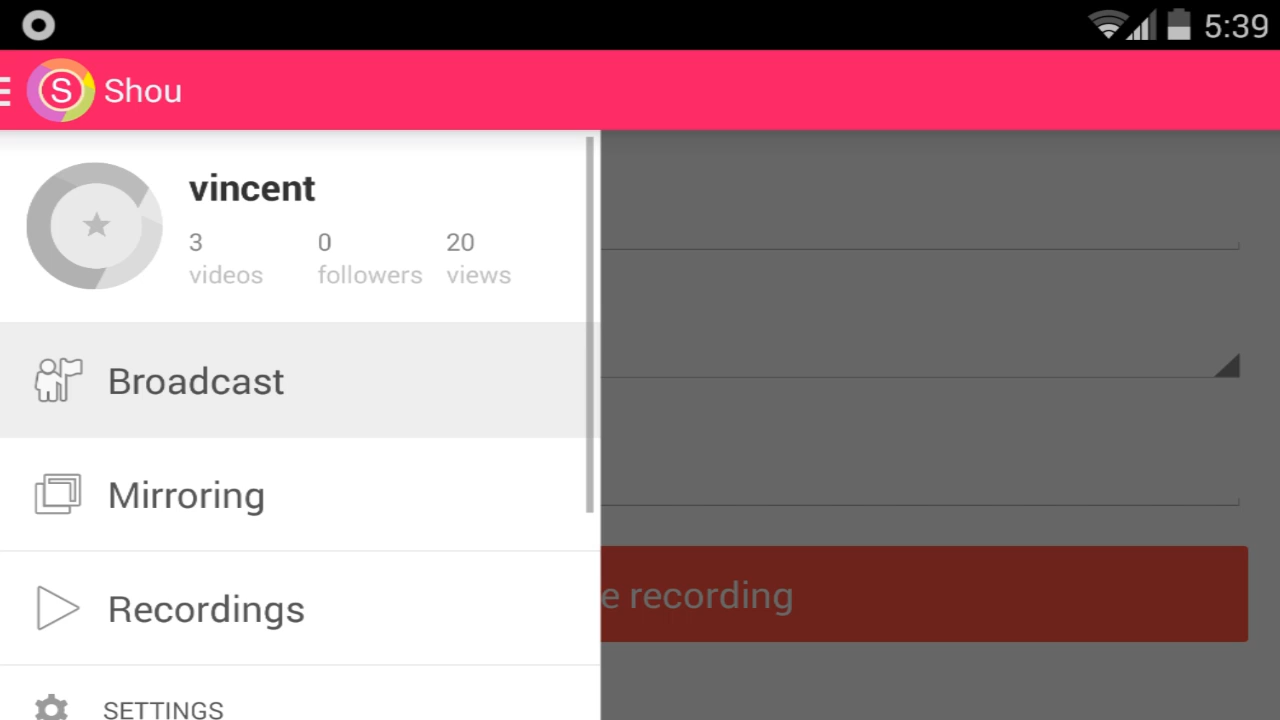 5:39
S Shou
vincent
3 0 20
videos followers views
Broadcast
Mirroring
Recordings
e recording
SETTINGS